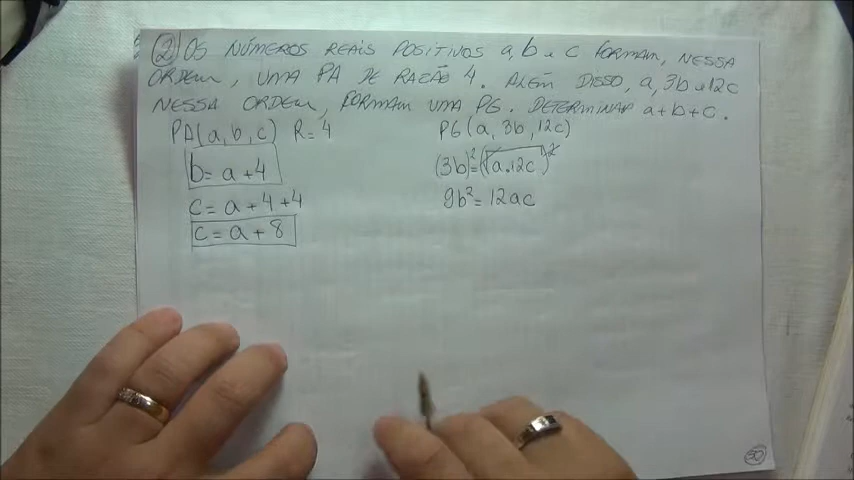 2 OS NÚMEROS REAIS POSITIVOS a, b e c FORMAM, NESSA
ORDEM, UMA PA DE RAZÃO 4. ALÉM DISSO, a, 3b e 12c
NESSA ORDEM, FORMAM UMA PG. DETERMINAR a+b+c.
PA(a, b, c) R=4
b= a+4
c= a+4+4
c= a+8
PG(a, 3b, 12c)
(3b)²=(√a.12c)²
9b²= 12ac
30